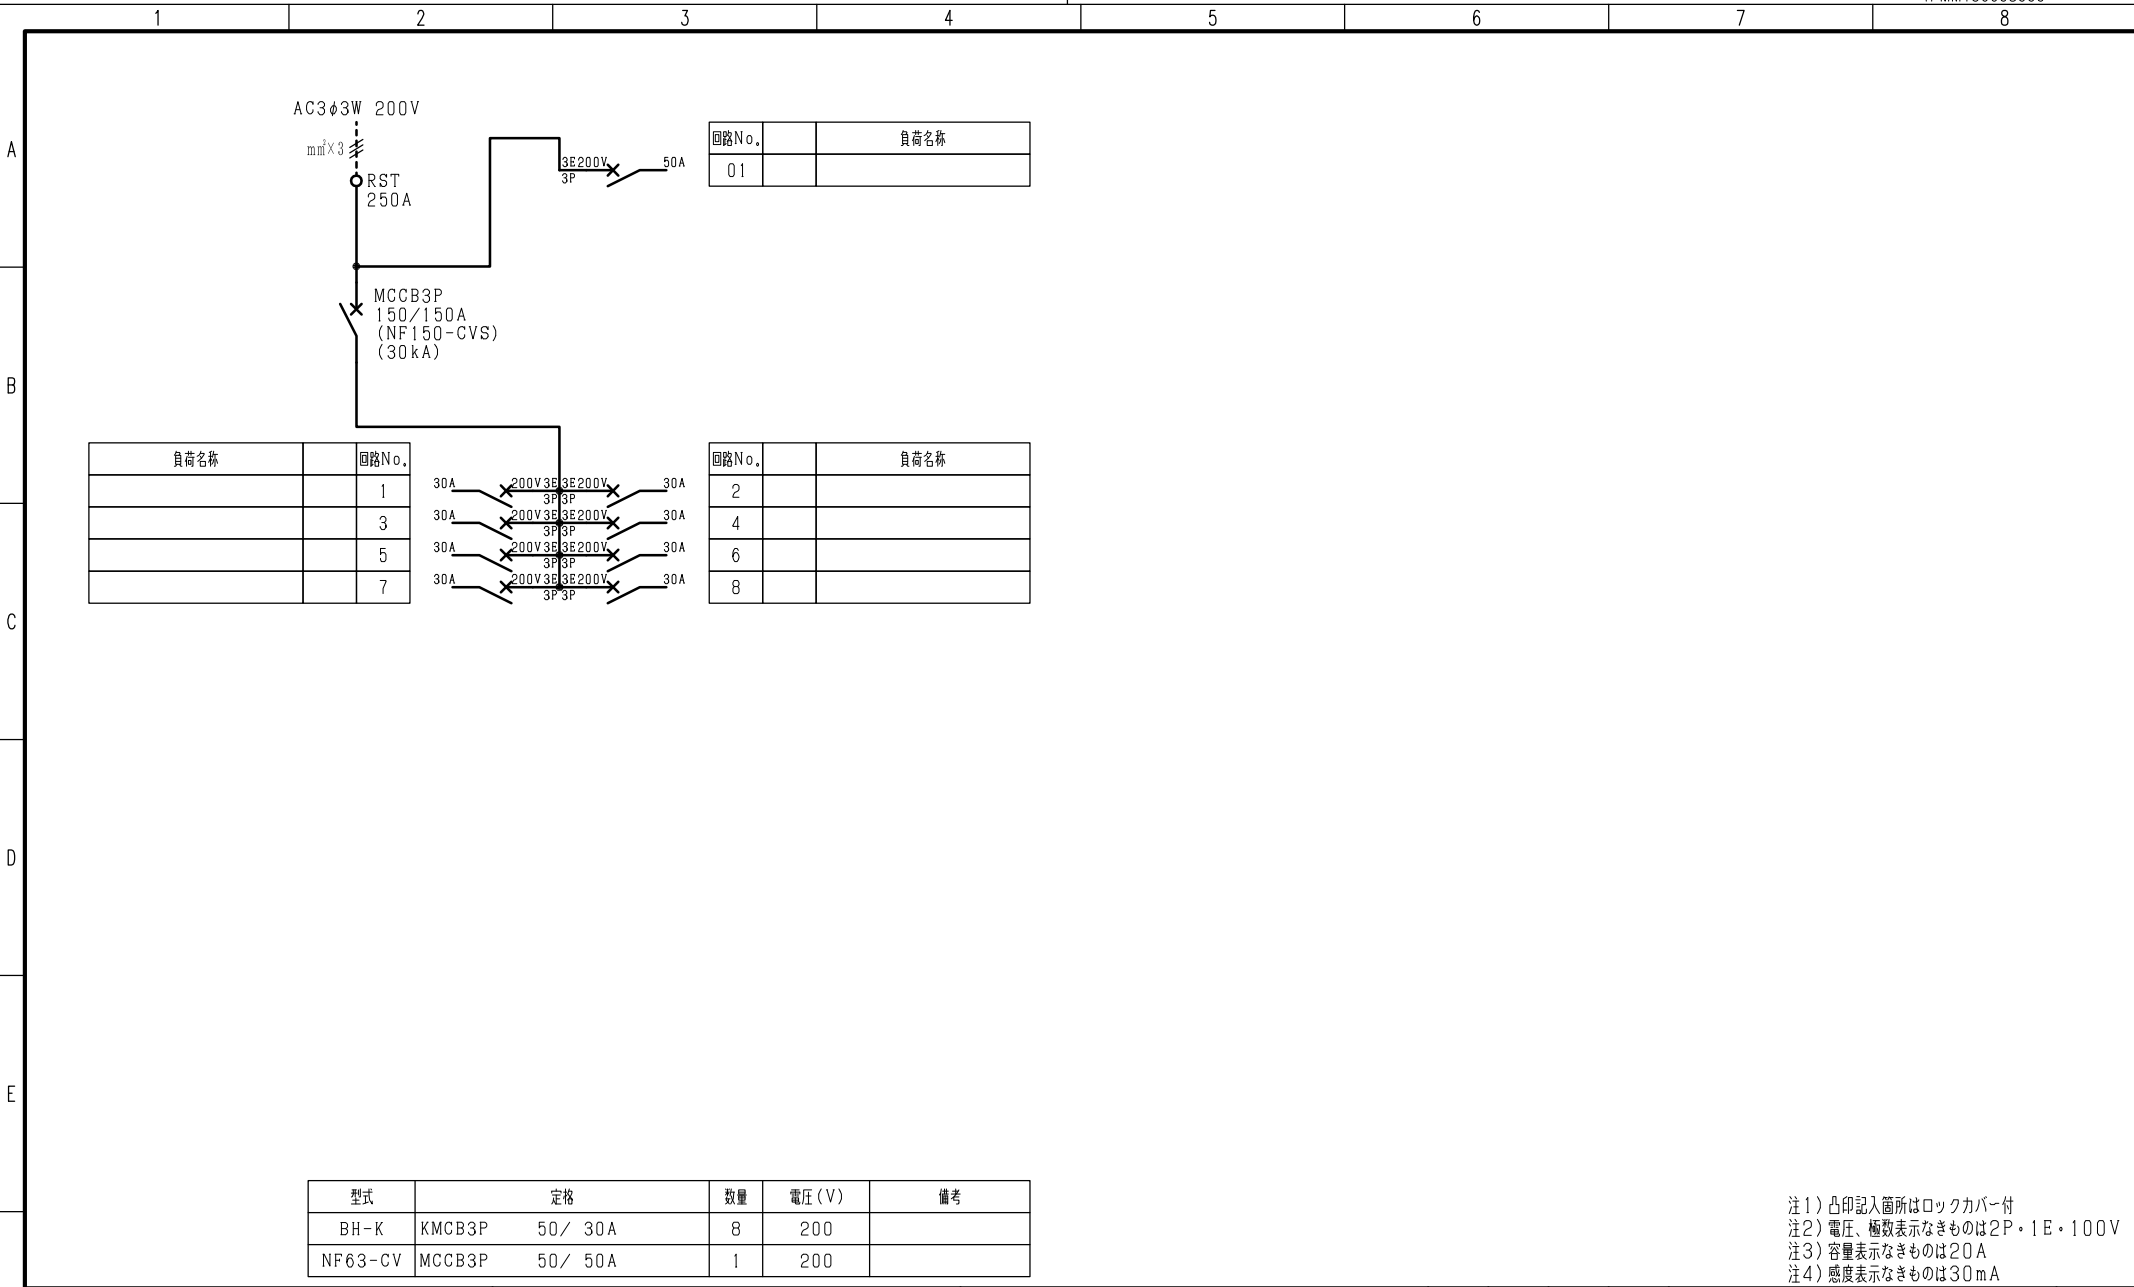 1 2 3 4 5 6 7 8
A
B
C
D
E
AC3φ3W 200V
mm²×3
RST
250A
3E200V 50A
3P
回路No. 負荷名称
01
MCCB3P
150/150A
(NF150-CVS)
(30kA)
負荷名称 回路No.
1
3
5
7
30A 200V3E 3E200V 30A
3P 3P
30A 200V3E 3E200V 30A
3P 3P
30A 200V3E 3E200V 30A
3P 3P
30A 200V3E 3E200V 30A
3P 3P
回路No. 負荷名称
2
4
6
8
型式 定格 数量 電圧(V) 備考
BH-K KMCB3P 50/ 30A 8 200
NF63-CV MCCB3P 50/ 50A 1 200
注1)凸印記入箇所はロックカバー付
注2)電圧、極数表示なきものは2P・1E・100V
注3)容量表示なきものは20A
注4)感度表示なきものは30mA